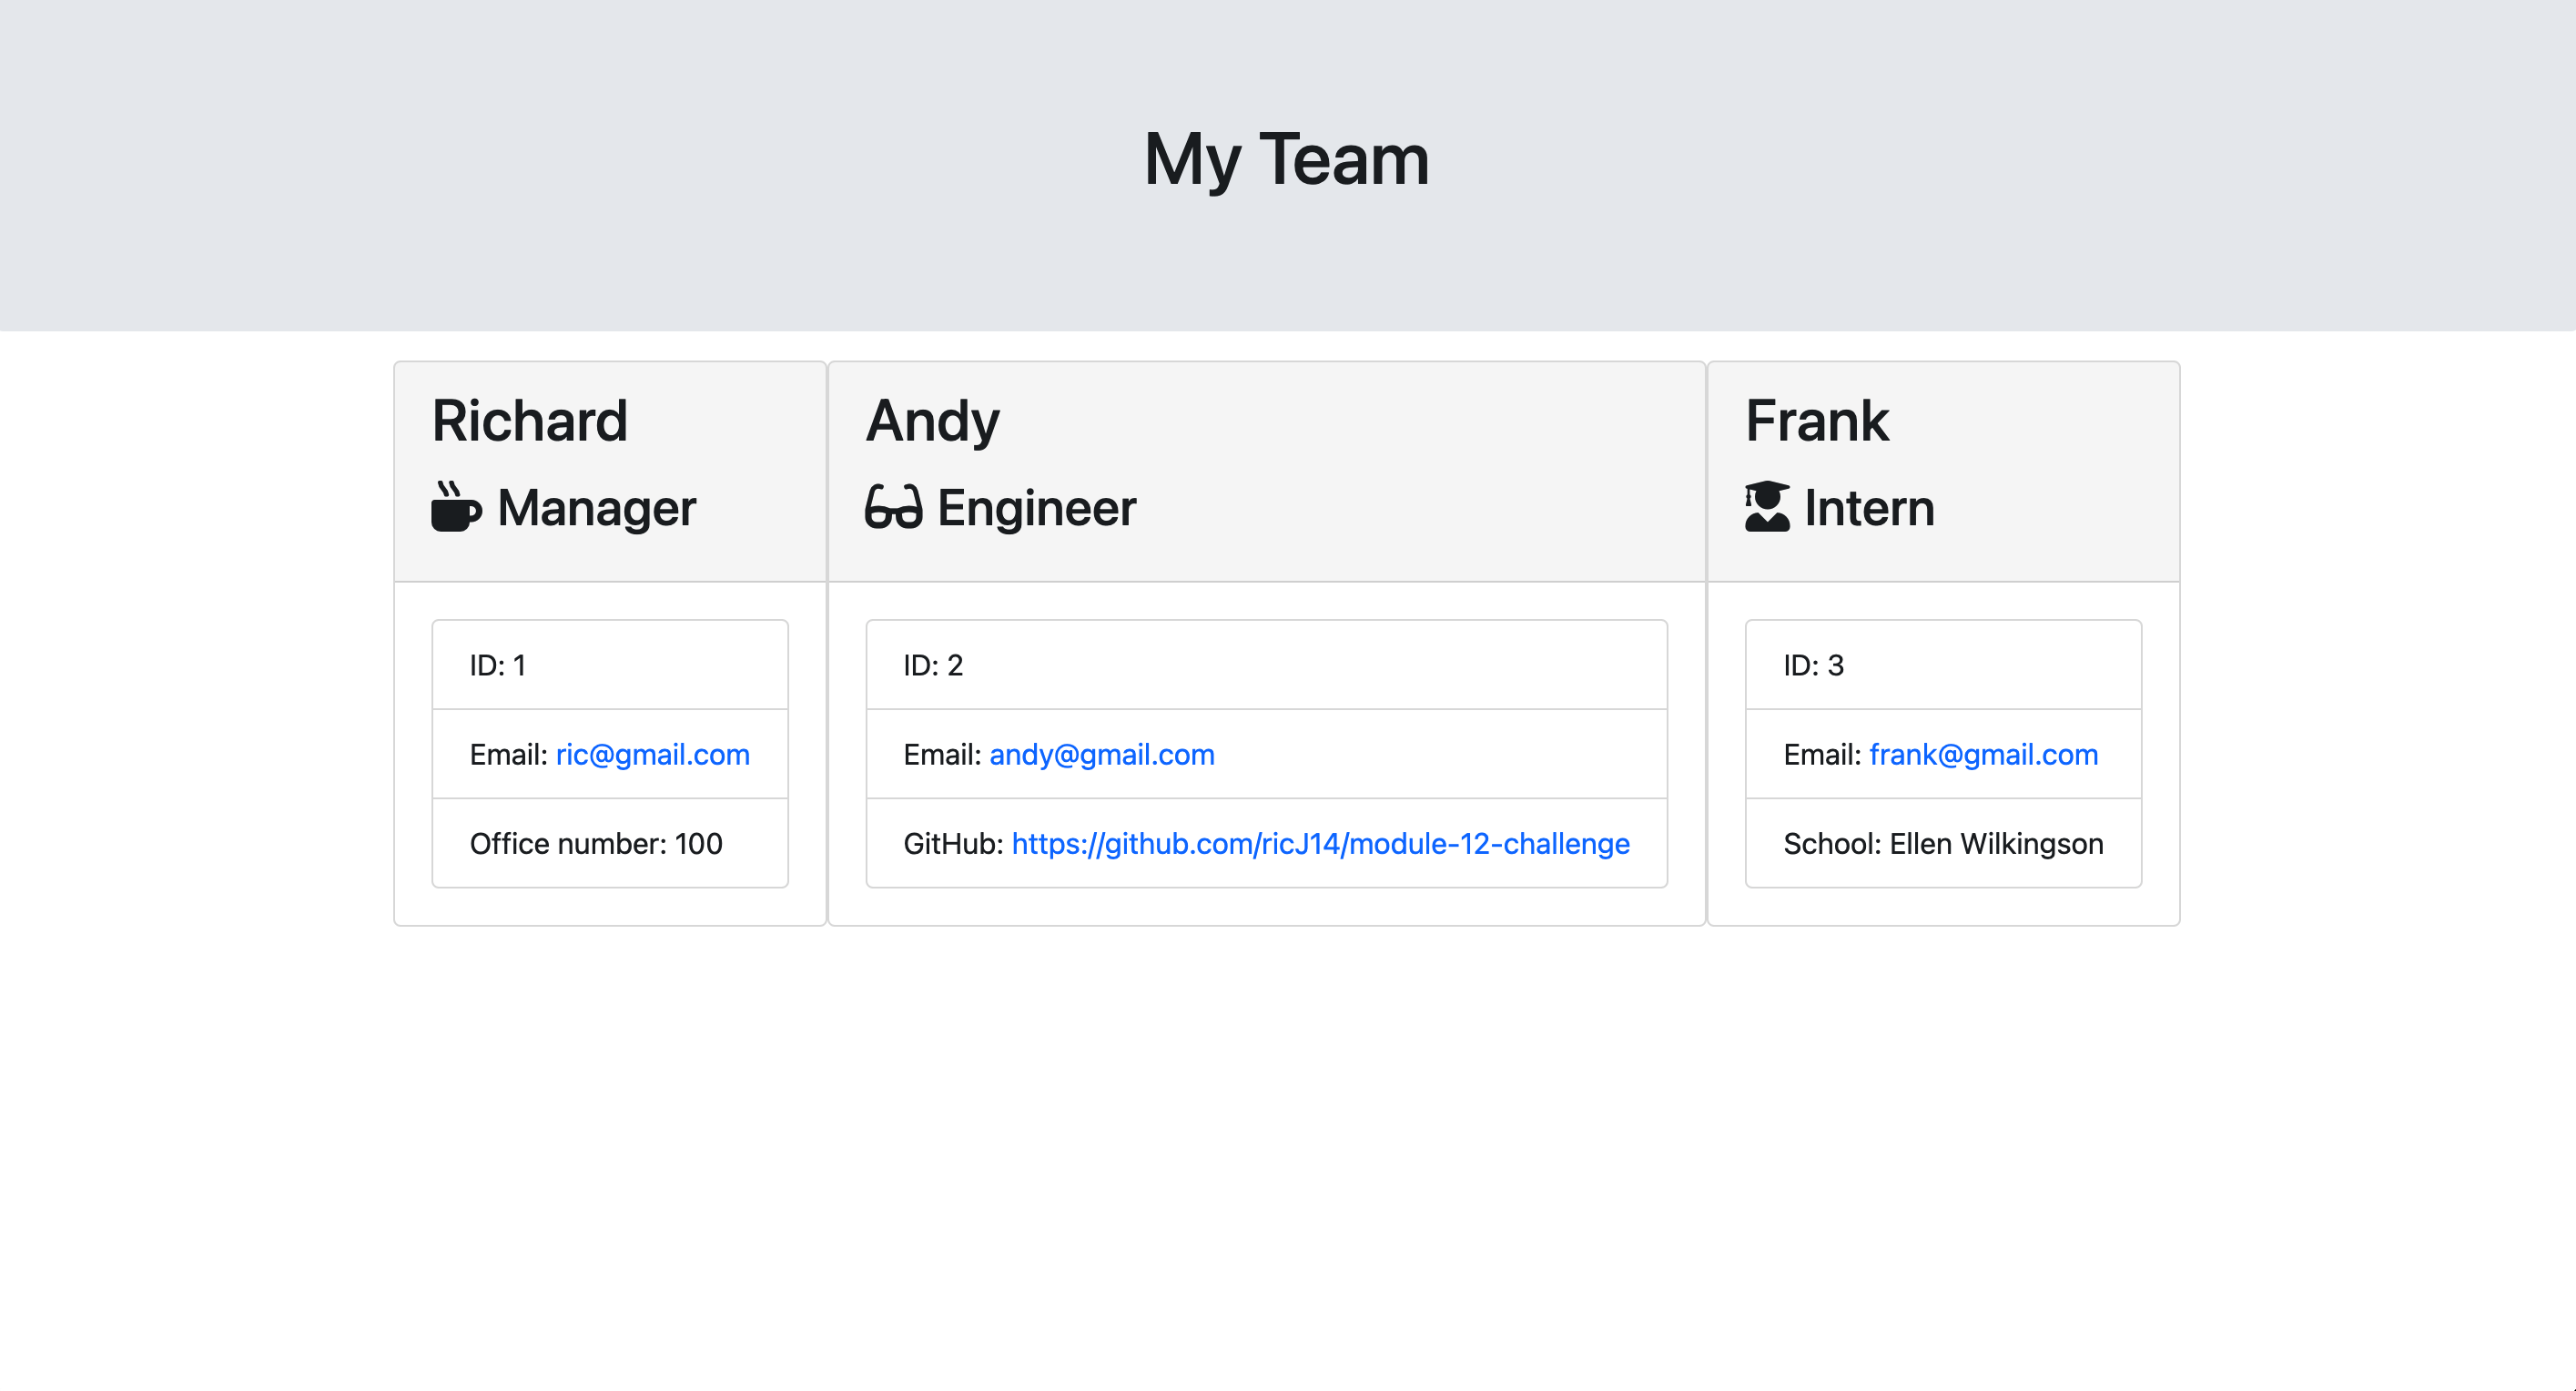 My Team
Richard
Manager
ID: 1
Email: ric@gmail.com
Office number: 100
Andy
Engineer
ID: 2
Email: andy@gmail.com
GitHub: https://github.com/ricJ14/module-12-challenge
Frank
Intern
ID: 3
Email: frank@gmail.com
School: Ellen Wilkingson